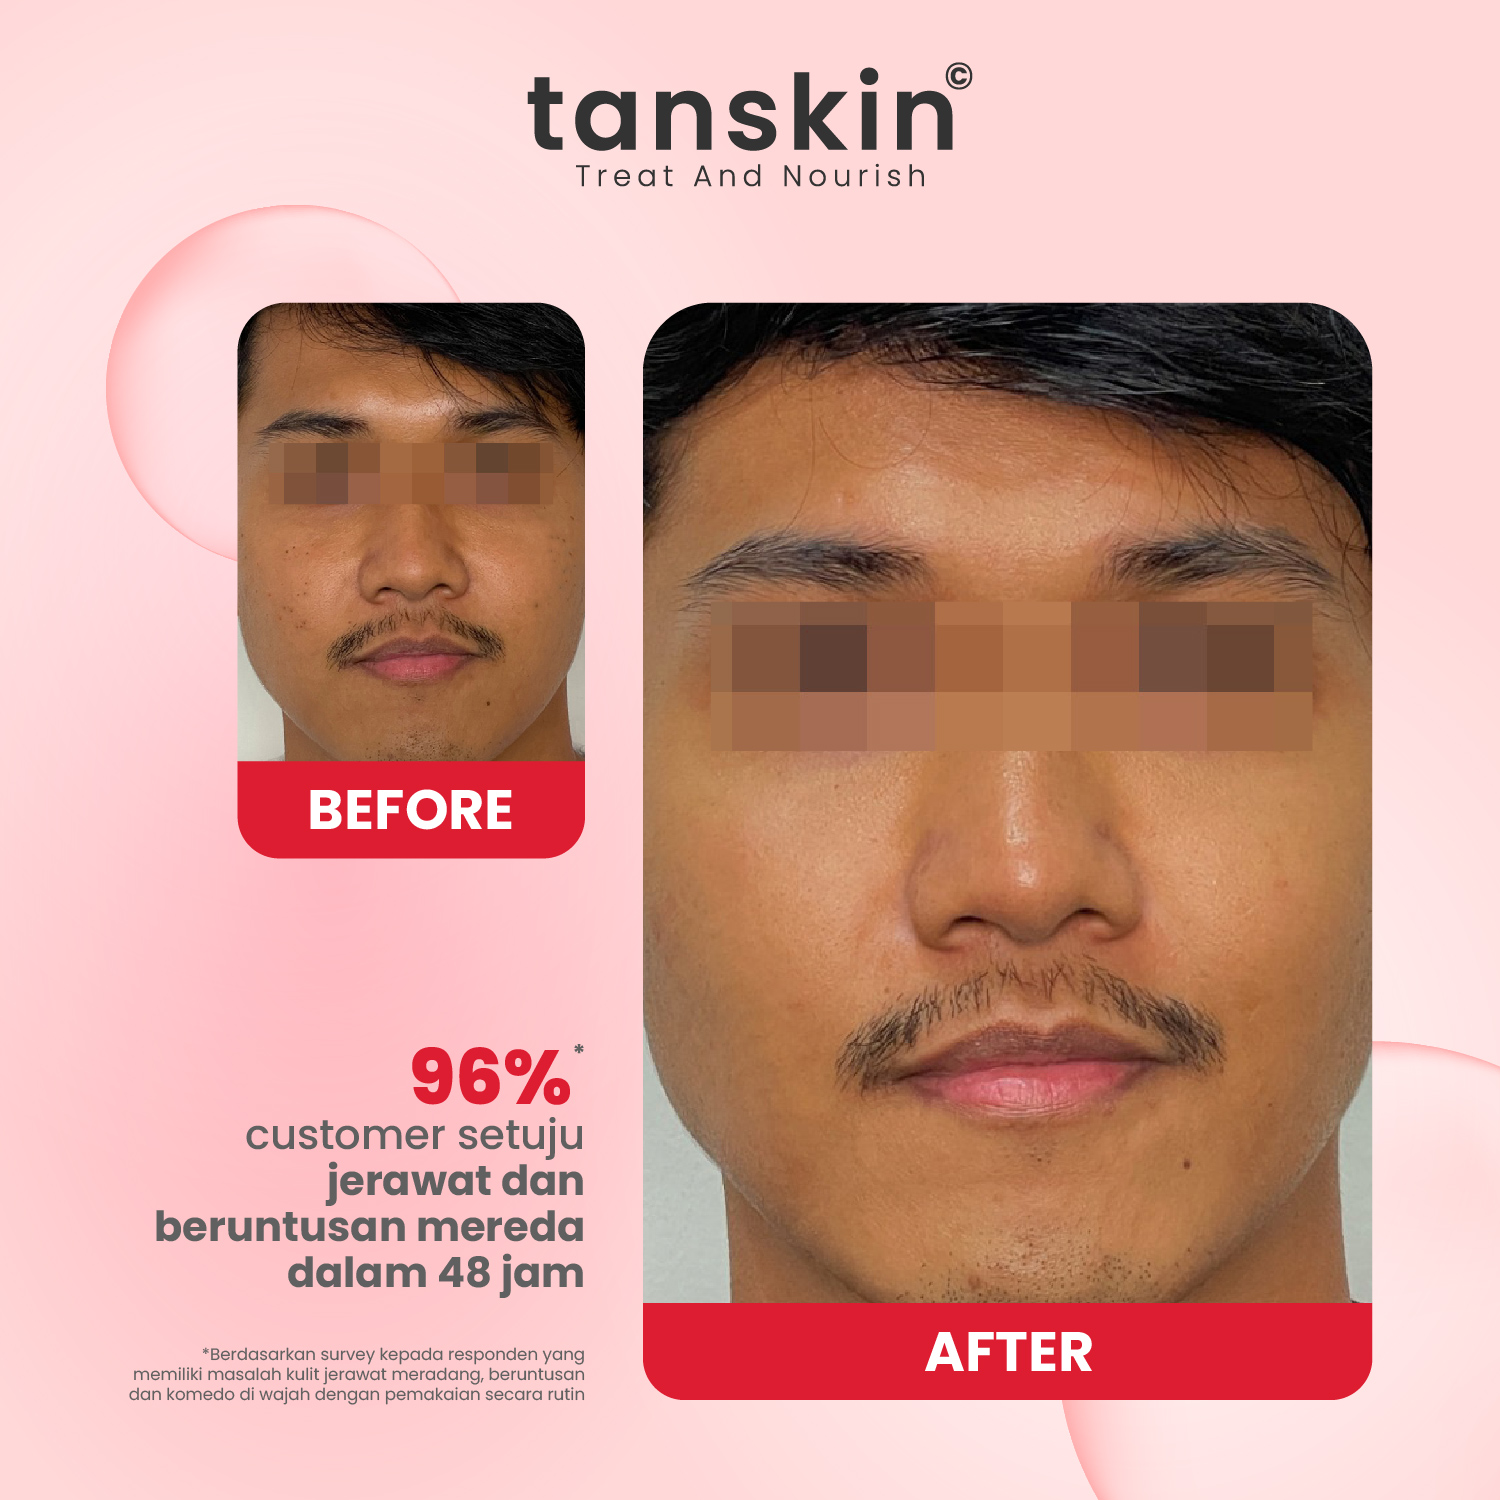 tanskin©
Treat And Nourish
BEFORE
96%*
customer setuju
jerawat dan
beruntusan mereda
dalam 48 jam
*Berdasarkan survey kepada responden yang
memiliki masalah kulit jerawat meradang, beruntusan
dan komedo di wajah dengan pemakaian secara rutin
AFTER